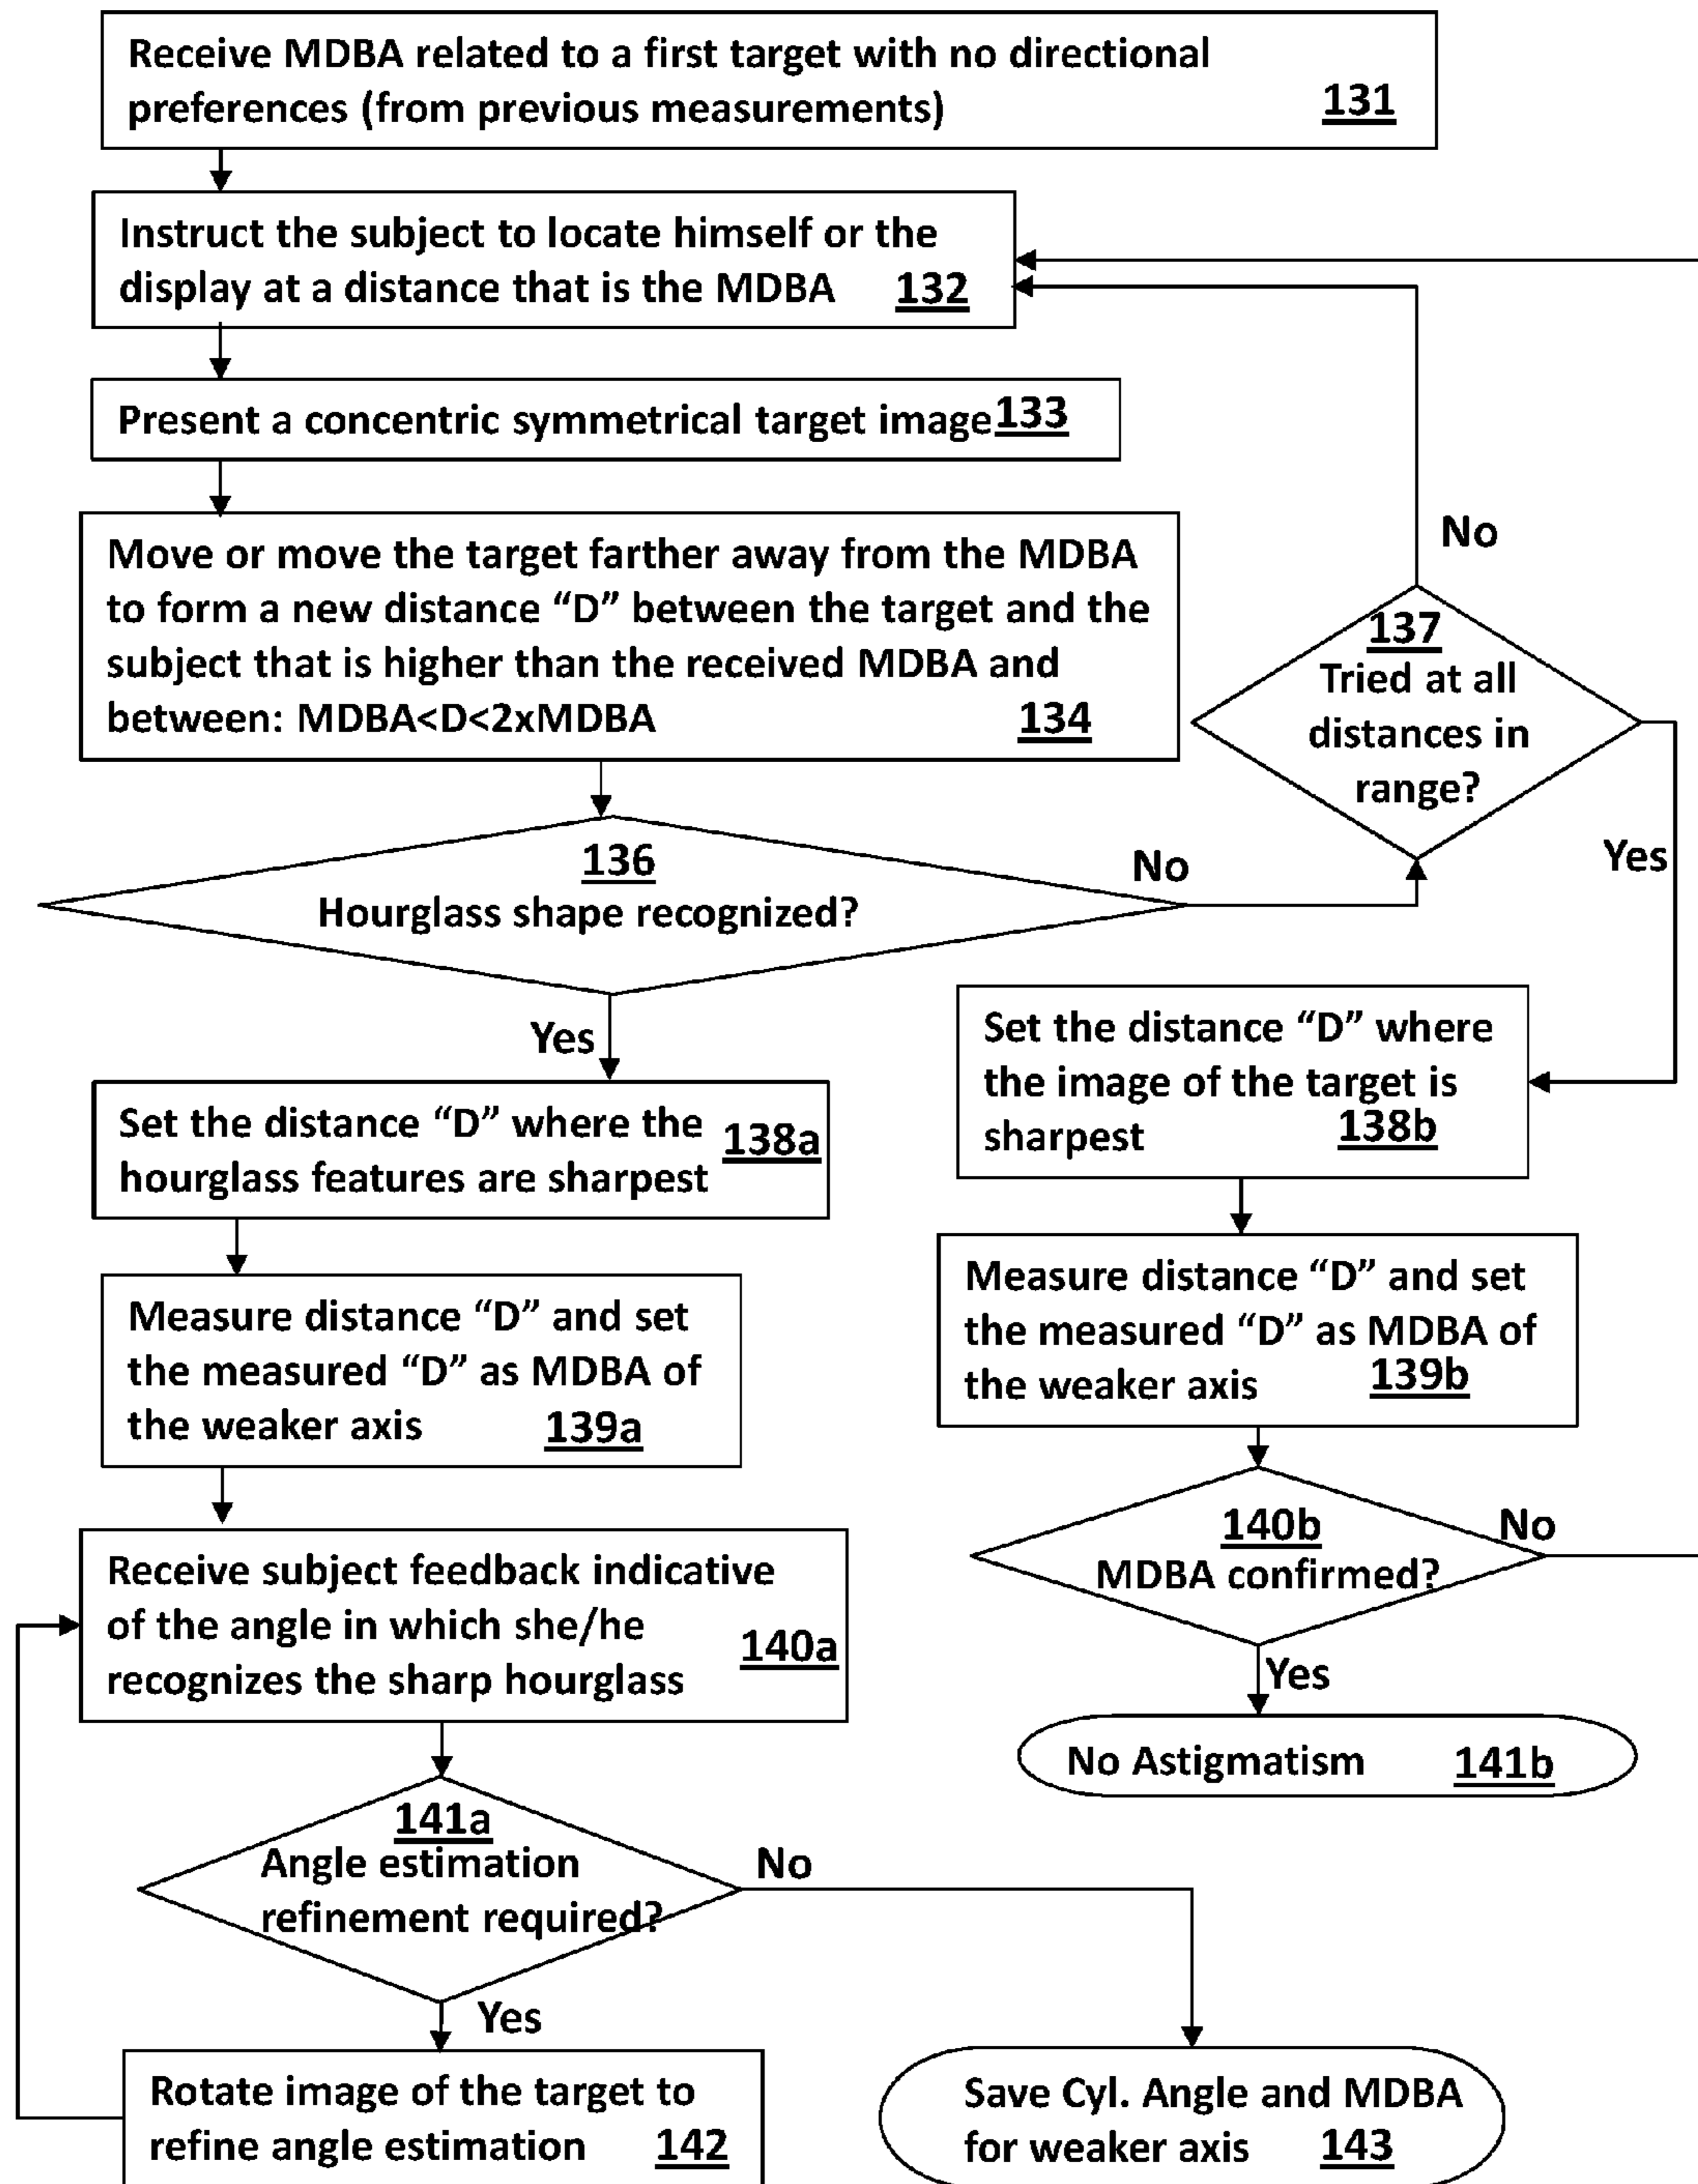 Receive MDBA related to a first target with no directional
preferences (from previous measurements) 131
Instruct the subject to locate himself or the
display at a distance that is the MDBA 132
Present a concentric symmetrical target image 133
Move or move the target farther away from the MDBA
to form a new distance “D” between the target and the
subject that is higher than the received MDBA and
between: MDBA<D<2xMDBA 134
No
137
Tried at all
distances in
range?
Yes
136
Hourglass shape recognized?
No
Yes
Set the distance “D” where the
hourglass features are sharpest
138a
Set the distance “D” where
the image of the target is
sharpest 138b
Measure distance “D” and set
the measured “D” as MDBA of
the weaker axis 139a
Measure distance “D” and set
the measured “D” as MDBA of
the weaker axis 139b
Receive subject feedback indicative
of the angle in which she/he
recognizes the sharp hourglass
140a
140b
MDBA confirmed?
No
Yes
No Astigmatism 141b
141a
Angle estimation
refinement required?
No
Yes
Rotate image of the target to
refine angle estimation 142
Save Cyl. Angle and MDBA
for weaker axis 143